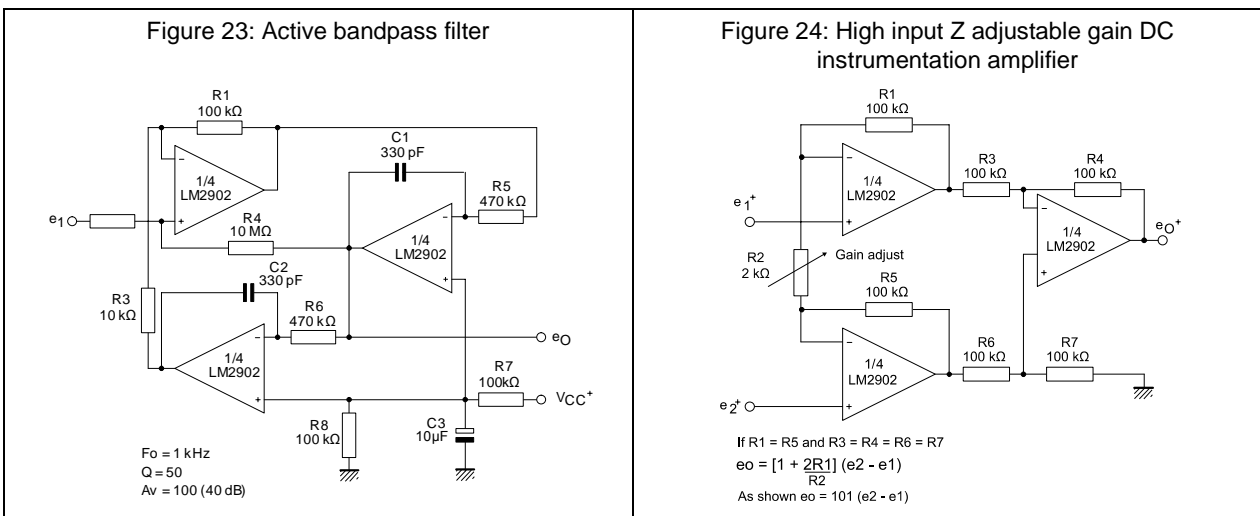 Figure 23: Active bandpass filter
R1
100 kΩ
C1
330 pF
R5
470 kΩ
−
1/4
LM2902
+
e1
R4
10 MΩ
−
1/4
LM2902
+
C2
330 pF
R3
10 kΩ
R6
470 kΩ
−
1/4
LM2902
+
eO
R7
100kΩ
VCC+
R8
100 kΩ
C3
10µF
Fo = 1 kHz
Q = 50
Av = 100 (40 dB)
Figure 24: High input Z adjustable gain DC
instrumentation amplifier
R1
100 kΩ
−
1/4
LM2902
+
R3
100 kΩ
R4
100 kΩ
e1+
−
1/4
LM2902
+
eO+
R2
2 kΩ
Gain adjust
R5
100 kΩ
−
1/4
LM2902
+
R6
100 kΩ
R7
100 kΩ
e2+
If R1 = R5 and R3 = R4 = R6 = R7
eo = [1 + 2R1] (e2 - e1)
R2
As shown eo = 101 (e2 - e1)